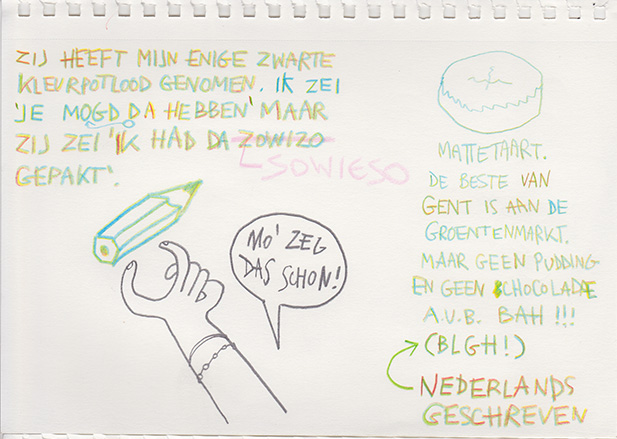 ZIJ HEEFT MIJN ENIGE ZWARTE
KLEURPOTLOOD GENOMEN. IK ZEI
'JE MOGD DA HEBBEN' MAAR
ZIJ ZEI 'IK HAD DA ZOWIZO
SOWIESO
GEPAKT'.
MO' ZEG
DAS SCHON!
MATTETAART.
DE BESTE VAN
GENT IS AAN DE
GROENTENMARKT.
MAAR GEEN PUDDING
EN GEEN SCHOCOLADE
A.U.B. BAH!!!
(BLGH!)
NEDERLANDS
GESCHREVEN